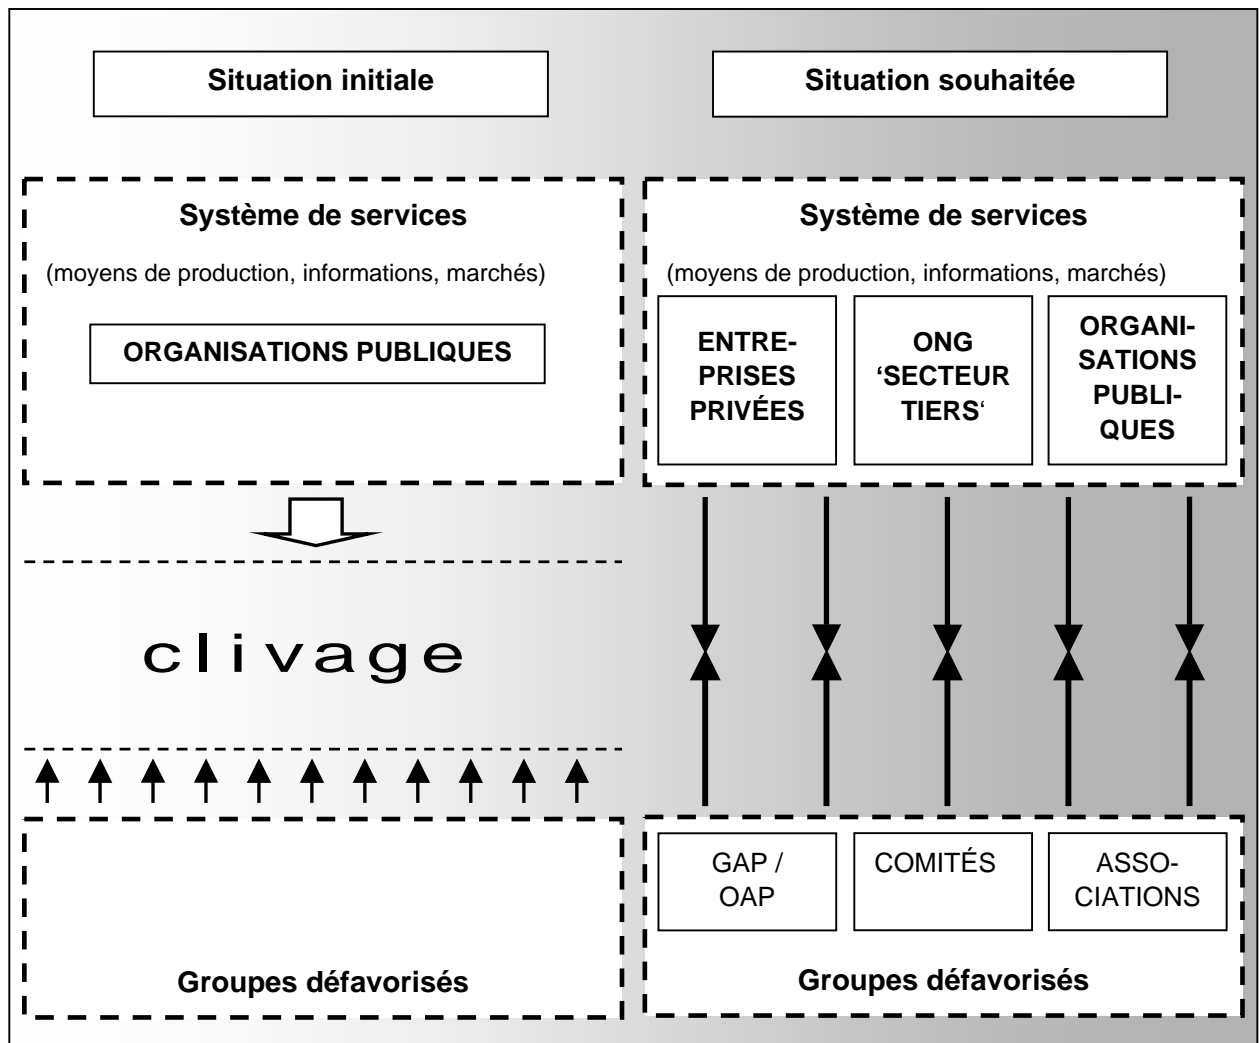 Situation initiale
Situation souhaitée
Système de services
(moyens de production, informations, marchés)
ORGANISATIONS PUBLIQUES
Système de services
(moyens de production, informations, marchés)
ENTRE-
PRISES
PRIVÉES
ONG
‘SECTEUR
TIERS‘
ORGANI-
SATIONS
PUBLI-
QUES
clivage
Groupes défavorisés
GAP /
OAP
COMITÉS
ASSO-
CIATIONS
Groupes défavorisés